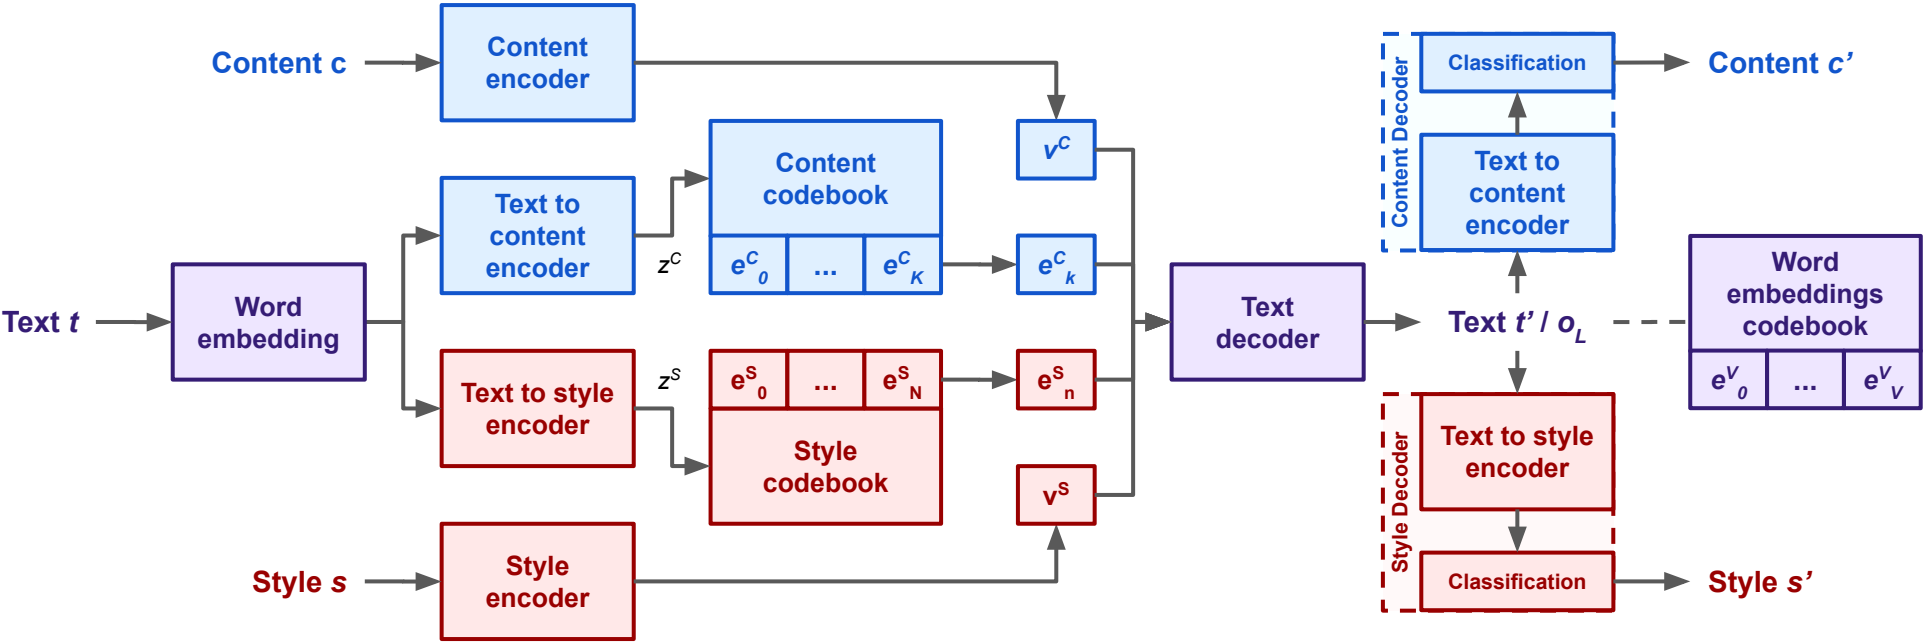 Content c
Content
encoder
Text t
Word
embedding
Text to
content
encoder
z^C
Content
codebook
e^C_0
...
e^C_K
v^C
e^C_k
Text to style
encoder
z^S
e^S_0
...
e^S_N
Style
codebook
e^S_n
v^S
Style s
Style
encoder
Text
decoder
Content Decoder
Classification
Text to
content
encoder
Content c’
Text t’ / o_L
Word
embeddings
codebook
e^V_0
...
e^V_V
Style Decoder
Text to style
encoder
Classification
Style s’